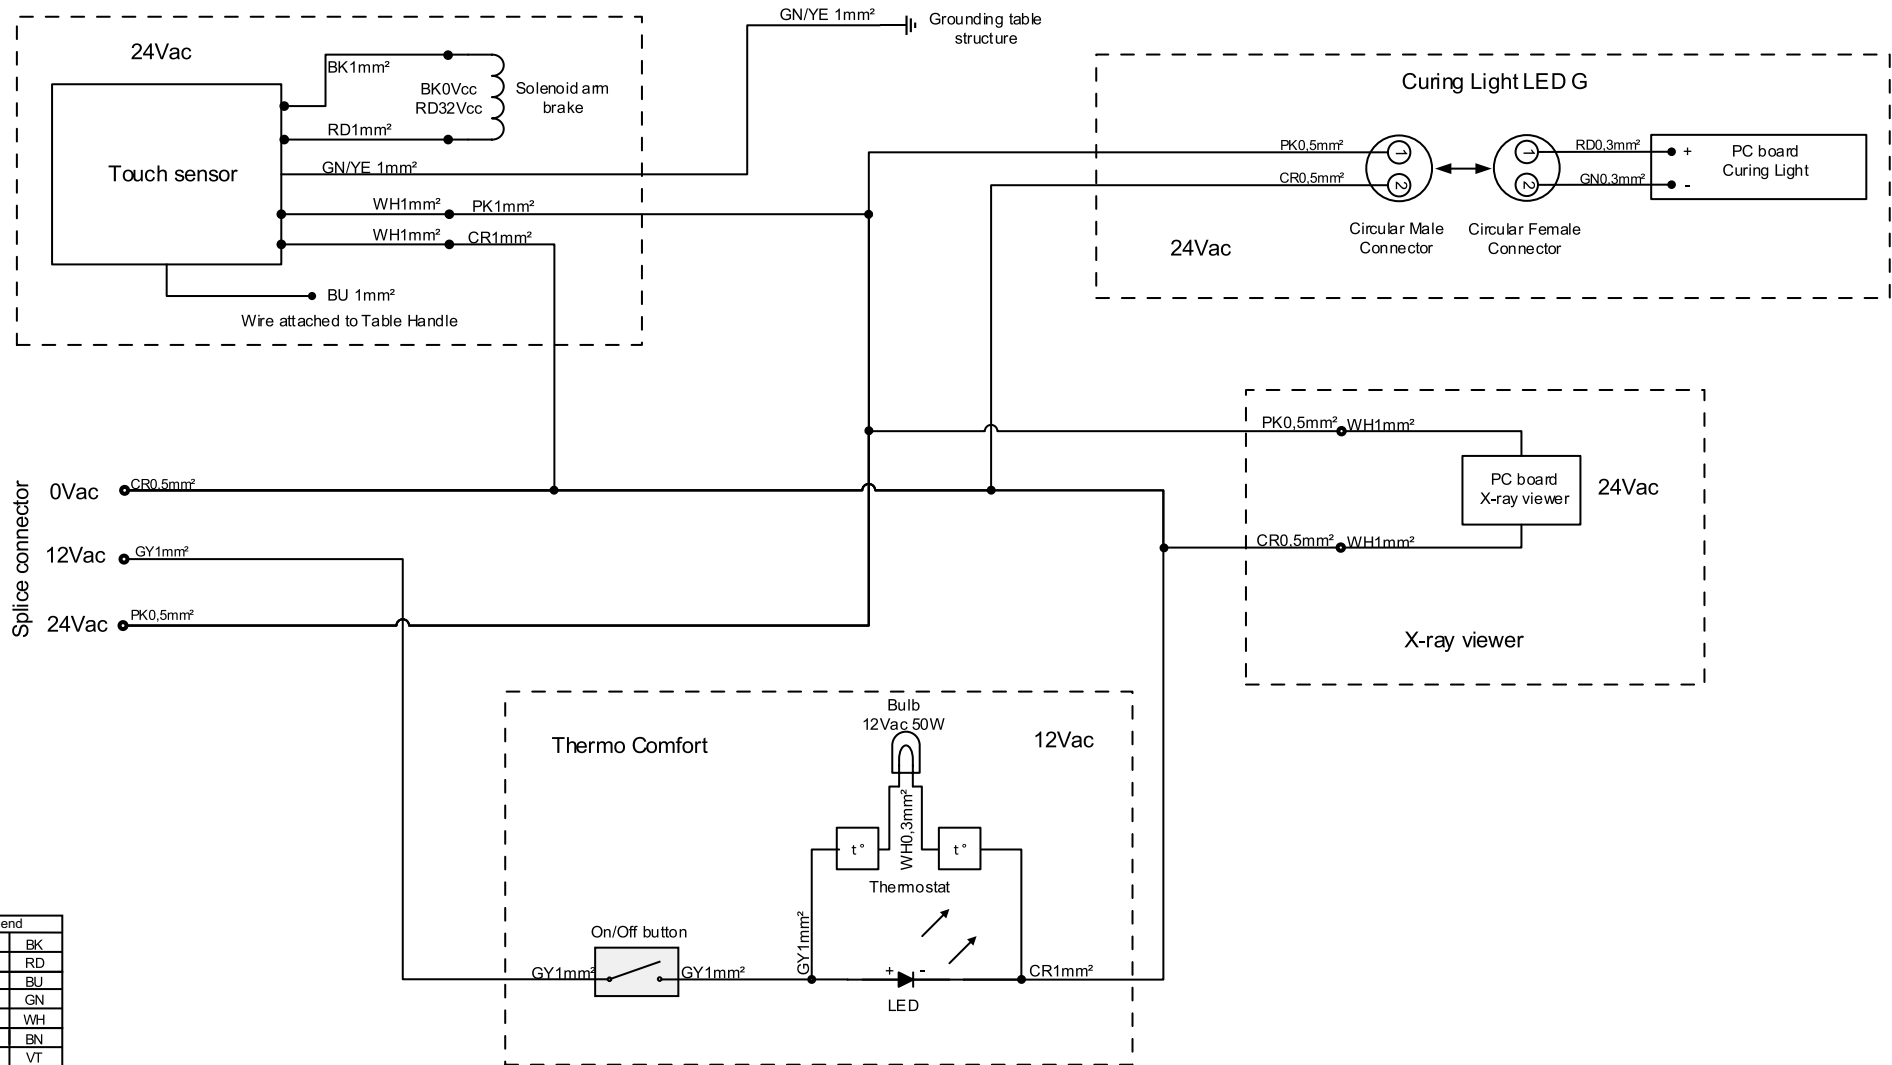 GN/YE 1mm²
Grounding table
structure
24Vac
BK1mm²
BK0Vcc
RD32Vcc
Solenoid arm
brake
RD1mm²
Touch sensor
GN/YE 1mm²
WH1mm²
PK1mm²
WH1mm²
CR1mm²
BU 1mm²
Wire attached to Table Handle
Curing Light LED G
PK0,5mm²
1
1
RD0,3mm²
+
PC board
Curing Light
CR0,5mm²
2
2
GN0,3mm²
-
Circular Male
Connector
Circular Female
Connector
24Vac
PK0,5mm²
WH1mm²
PC board
X-ray viewer
24Vac
CR0,5mm²
WH1mm²
X-ray viewer
Splice connector
0Vac
CR0,5mm²
12Vac
GY1mm²
24Vac
PK0,5mm²
Thermo Comfort
Bulb
12Vac 50W
12Vac
WH0,3mm²
t°
t°
Thermostat
On/Off button
GY1mm²
GY1mm²
GY1mm²
+
-
LED
CR1mm²
end
BK
RD
BU
GN
WH
BN
VT